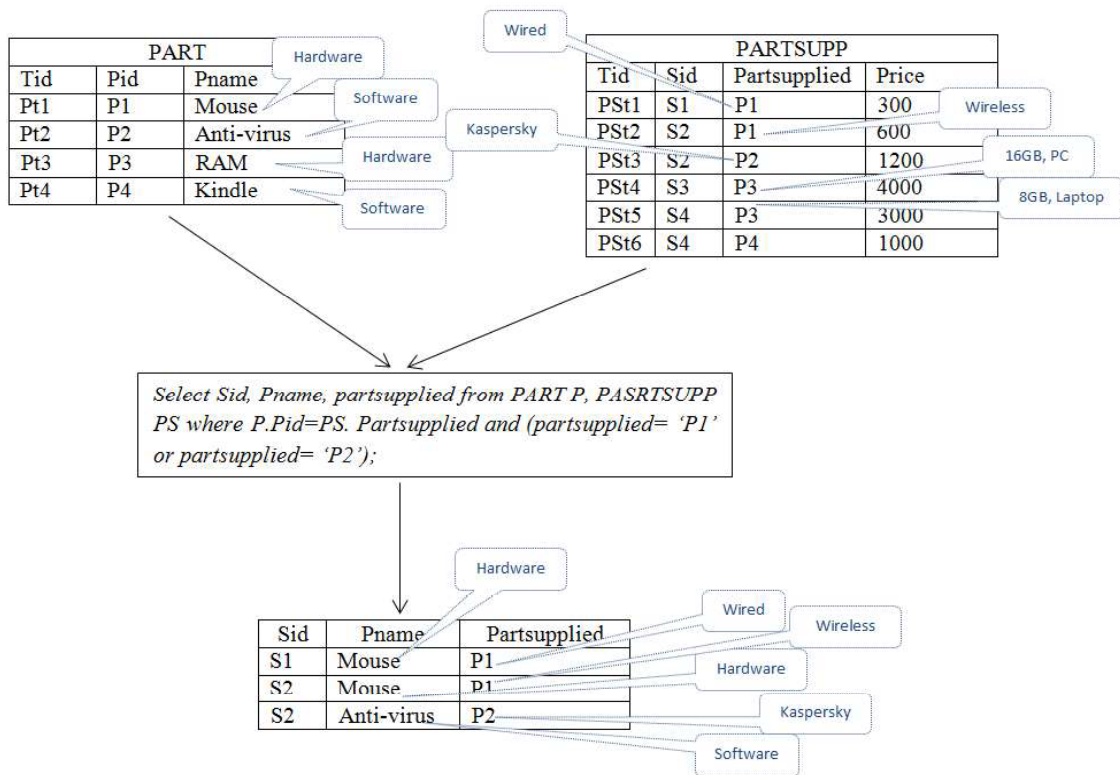 PART
Tid Pid Pname
Pt1 P1 Mouse
Pt2 P2 Anti-virus
Pt3 P3 RAM
Pt4 P4 Kindle
Hardware
Software
Hardware
Software
Wired
PARTSUPP
Tid Sid Partsupplied Price
PSt1 S1 P1 300
PSt2 S2 P1 600
PSt3 S2 P2 1200
PSt4 S3 P3 4000
PSt5 S4 P3 3000
PSt6 S4 P4 1000
Kaspersky
Wireless
16GB, PC
8GB, Laptop
Select Sid, Pname, partsupplied from PART P, PASRTSUPP
PS where P.Pid=PS. Partsupplied and (partsupplied= ‘P1’
or partsupplied= ‘P2’);
Hardware
Sid Pname Partsupplied
S1 Mouse P1
S2 Mouse P1
S2 Anti-virus P2
Wired
Wireless
Hardware
Kaspersky
Software